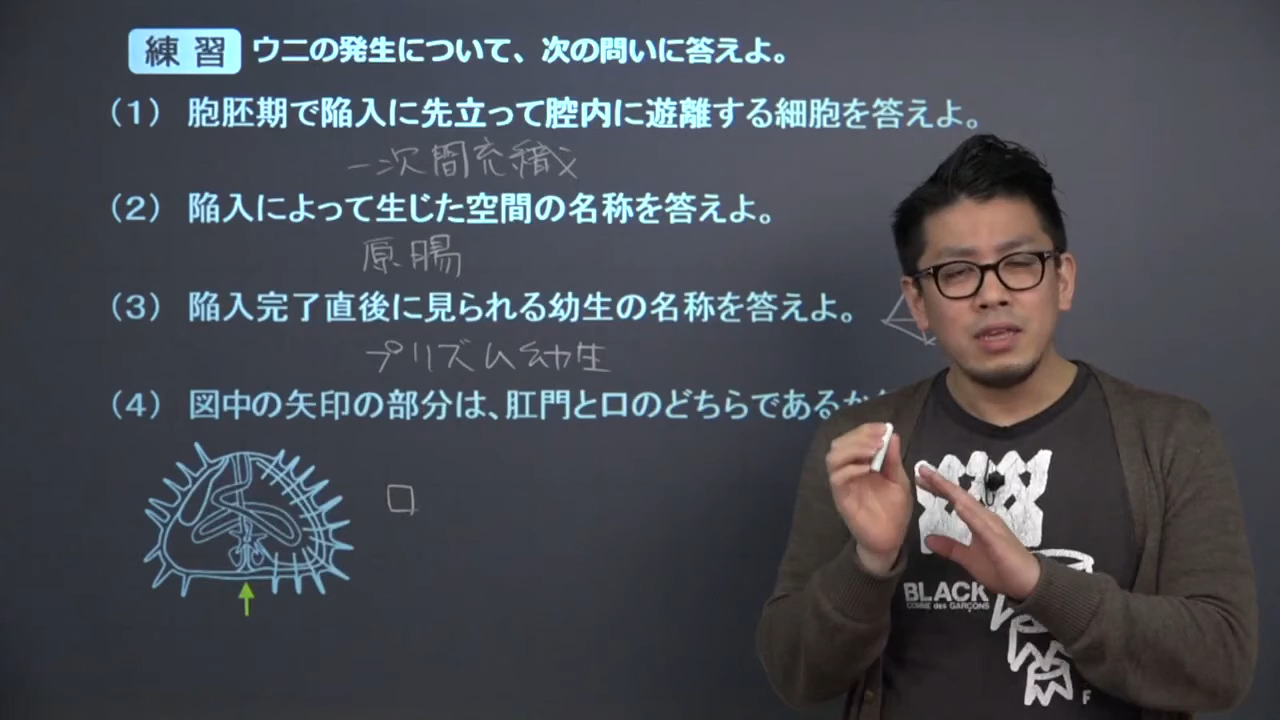 練習 ウニの発生について、次の問いに答えよ。
（1） 胞胚期で陥入に先立って腔内に遊離する細胞を答えよ。
一次間充織
（2） 陥入によって生じた空間の名称を答えよ。
原腸
（3） 陥入完了直後に見られる幼生の名称を答えよ。
プリズム幼生
（4） 図中の矢印の部分は、肛門と口のどちらであるか
口
BLACK
COMME des GARÇONS
F